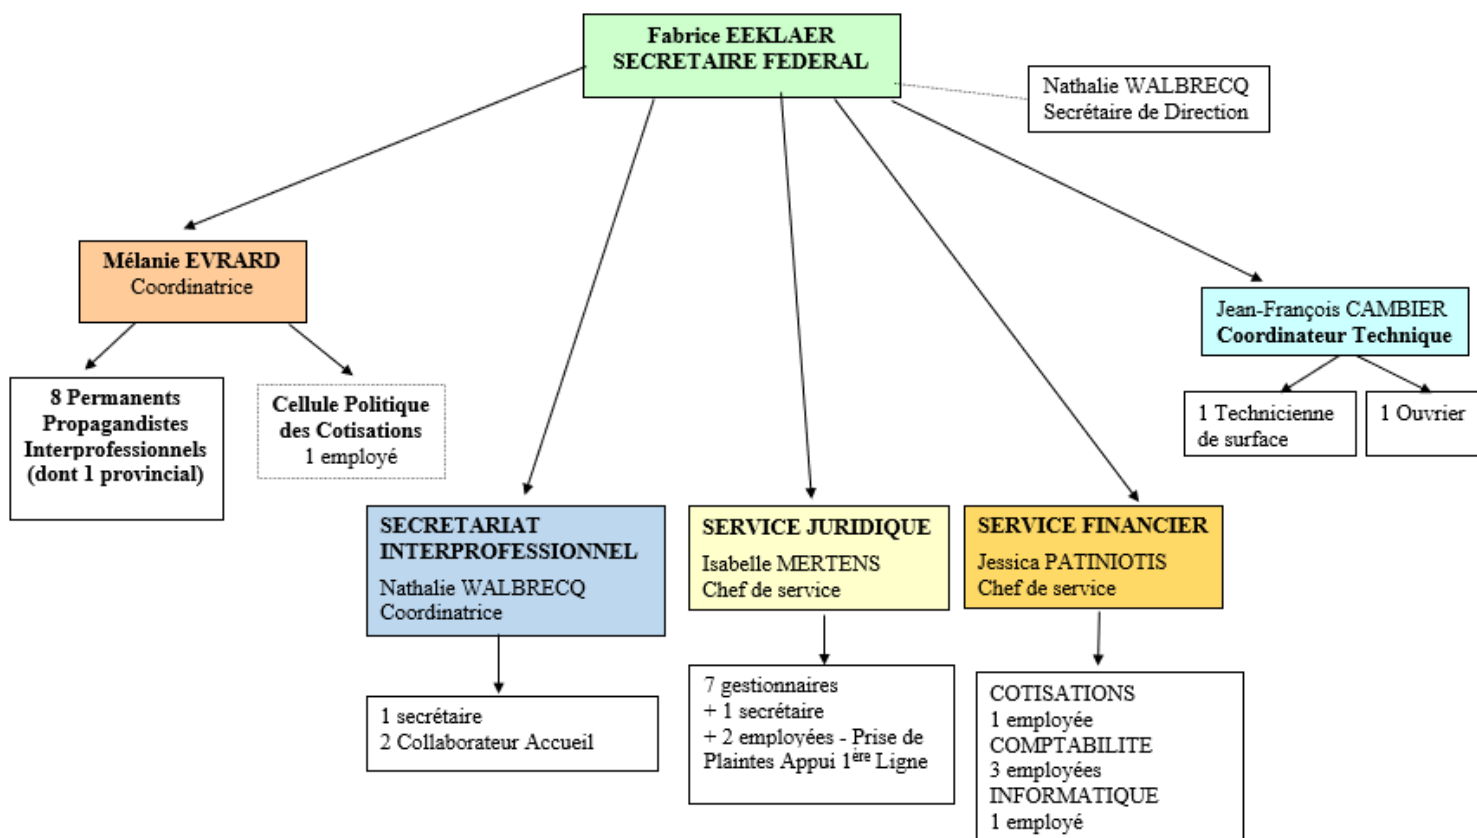 Fabrice EEKLAER
SECRETAIRE FEDERAL
Nathalie WALBRECQ
Secrétaire de Direction
Mélanie EVRARD
Coordinatrice
Jean-François CAMBIER
Coordinateur Technique
8 Permanents
Propagandistes
Interprofessionnels
(dont 1 provincial)
Cellule Politique
des Cotisations
1 employé
1 Technicienne
de surface
1 Ouvrier
SECRETARIAT
INTERPROFESSIONNEL
Nathalie WALBRECQ
Coordinatrice
SERVICE JURIDIQUE
Isabelle MERTENS
Chef de service
SERVICE FINANCIER
Jessica PATINIOTIS
Chef de service
1 secrétaire
2 Collaborateur Accueil
7 gestionnaires
+ 1 secrétaire
+ 2 employées - Prise de
Plaintes Appui 1ère Ligne
COTISATIONS
1 employée
COMPTABILITE
3 employées
INFORMATIQUE
1 employé